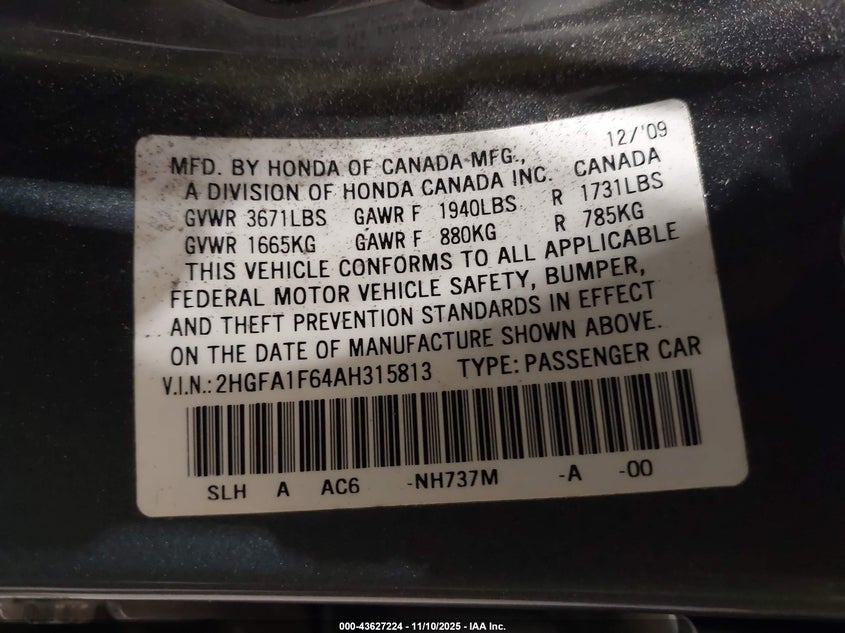 12/'09
MFD. BY HONDA OF CANADA MFG.,
A DIVISION OF HONDA CANADA INC. CANADA
GVWR 3671LBS GAWR F 1940LBS R 1731LBS
GVWR 1665KG GAWR F 880KG R 785KG
THIS VEHICLE CONFORMS TO ALL APPLICABLE
FEDERAL MOTOR VEHICLE SAFETY, BUMPER,
AND THEFT PREVENTION STANDARDS IN EFFECT
ON THE DATE OF MANUFACTURE SHOWN ABOVE.
V.I.N.: 2HGFA1F64AH315813 TYPE: PASSENGER CAR
SLH A AC6 -NH737M -A -00
000-43627224 - 11/10/2025 - IAA Inc.